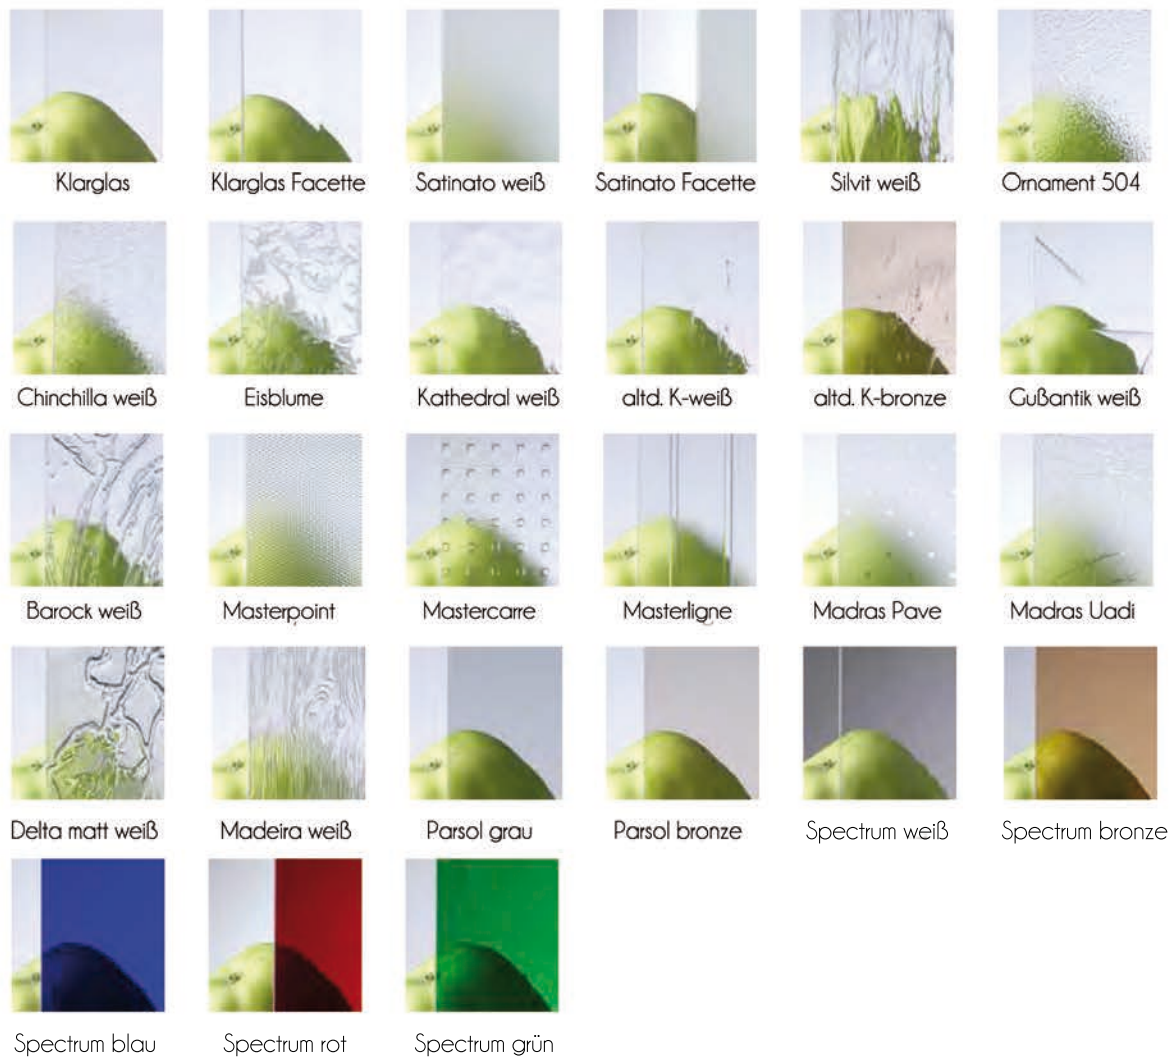 Klarglas
Klarglas Facette
Satinato weiß
Satinato Facette
Silvit weiß
Ornament 504
Chinchilla weiß
Eisblume
Kathedral weiß
altd. K-weiß
altd. K-bronze
Gußantik weiß
Barock weiß
Masterpoint
Mastercarre
Masterligne
Madras Pave
Madras Uadi
Delta matt weiß
Madeira weiß
Parsol grau
Parsol bronze
Spectrum weiß
Spectrum bronze
Spectrum blau
Spectrum rot
Spectrum grün